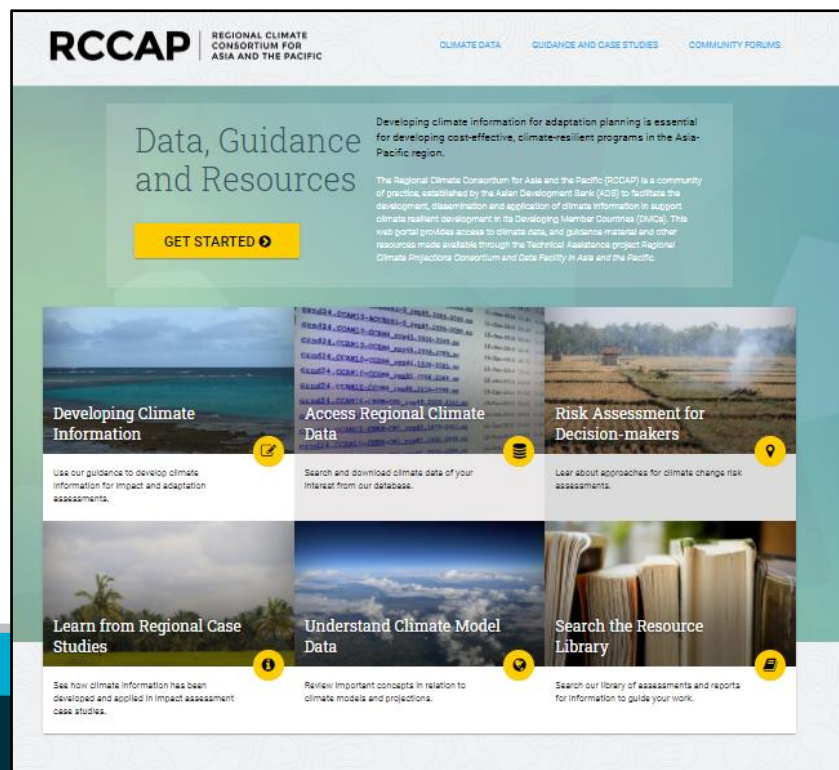 RCCAP
REGIONAL CLIMATE
CONSORTIUM FOR
ASIA AND THE PACIFIC
CLIMATE DATA
GUIDANCE AND CASE STUDIES
COMMUNITY FORUMS
Data, Guidance
and Resources
GET STARTED
Developing climate information for adaptation planning is essential
for developing cost-effective, climate-resilient programs in the Asia-
Pacific region.
The Regional Climate Consortium for Asia and the Pacific (RCCAP) is a community
of practice, established by the Asian Development Bank (ADB) to facilitate the
development, dissemination and application of climate information in support
climate resilient development in its Developing Member Countries (DMCs). This
web portal provides access to climate data, and guidance material and other
resources made available through the Technical Assistance project Regional
Climate Projections Consortium and Data Facility in Asia and the Pacific.
Developing Climate
Information
Use our guidance to develop climate
information for impact and adaptation
assessments.
Access Regional Climate
Data
Search and download climate data of your
interest from our database.
Risk Assessment for
Decision-makers
Lear about approaches for climate change risk
assessments.
Learn from Regional Case
Studies
See how climate information has been
developed and applied in impact assessment
case studies.
Understand Climate Model
Data
Review important concepts in relation to
climate models and projections.
Search the Resource
Library
Search our library of assessments and reports
for information to guide your work.